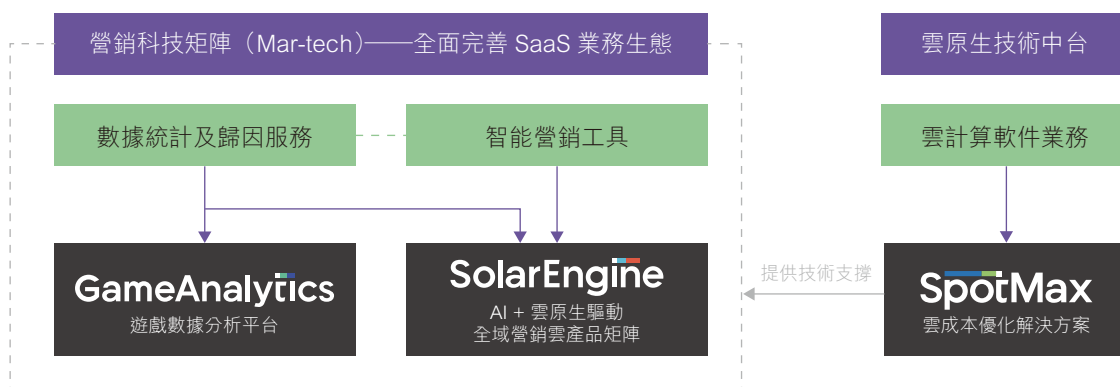 營銷科技矩陣（Mar-tech）——全面完善 SaaS 業務生態
雲原生技術中台
數據統計及歸因服務
智能營銷工具
雲計算軟件業務
GameAnalytics
遊戲數據分析平台
SolarEngine
AI + 雲原生驅動
全域營銷雲產品矩陣
提供技術支撐
SpotMax
雲成本優化解決方案